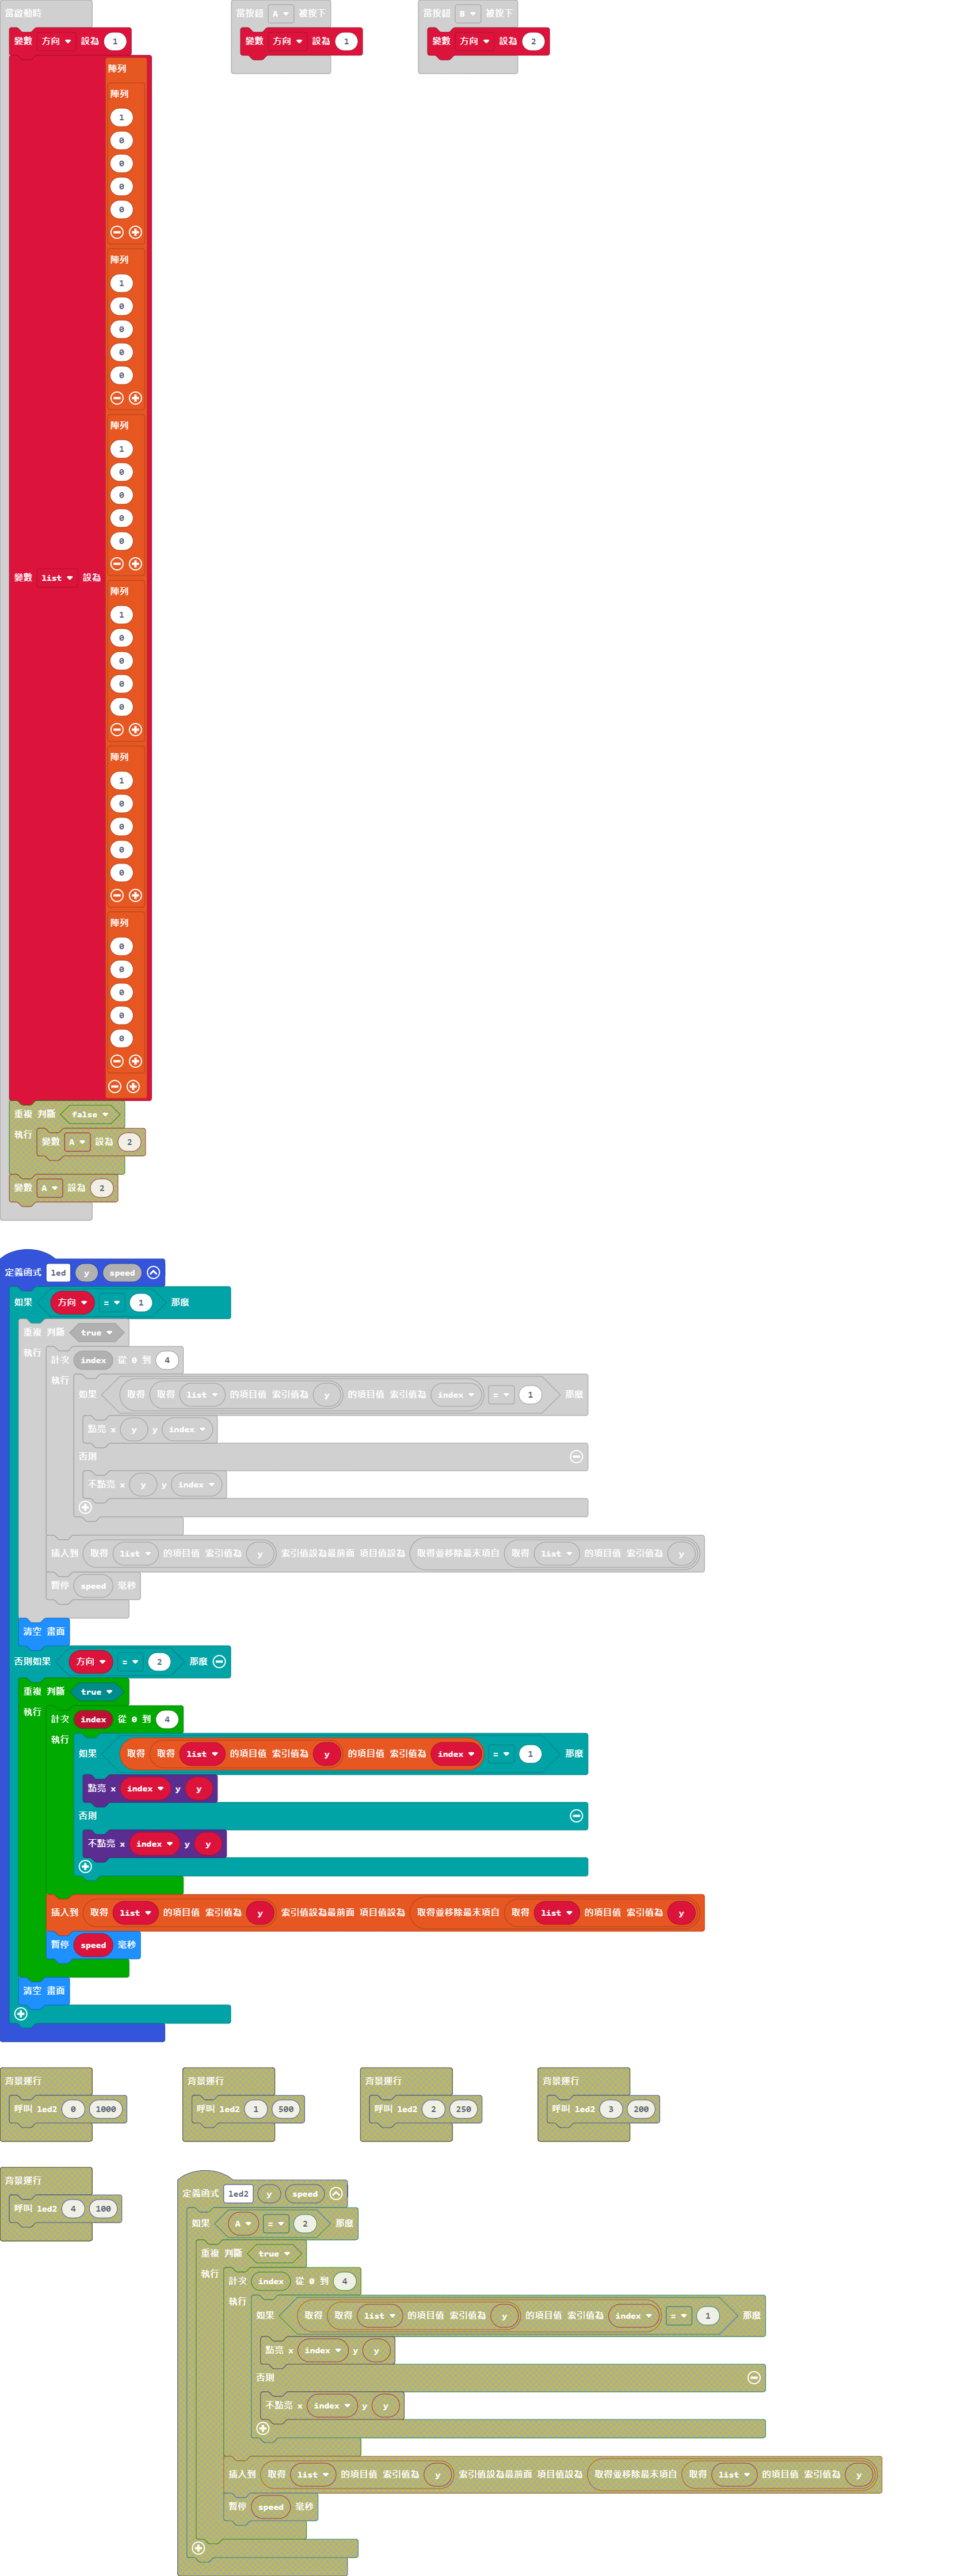 當啟動時
變數 方向 設為 1
變數 list 設為
陣列
陣列
1
0
0
0
0
陣列
1
0
0
0
0
陣列
1
0
0
0
0
陣列
1
0
0
0
0
陣列
1
0
0
0
0
陣列
0
0
0
0
0
重複 判斷 false
執行
變數 A 設為 2
變數 A 設為 2
當按鈕 A 被按下
變數 方向 設為 1
當按鈕 B 被按下
變數 方向 設為 2
定義函式 led y speed
如果 方向 = 1 那麼
重複 判斷 true
執行
計次 index 從 0 到 4
執行
如果 取得 取得 list 的項目值 索引值為 y 的項目值 索引值為 index = 1 那麼
點亮 x y y index
否則
不點亮 x y y index
插入到 取得 list 的項目值 索引值為 y 索引值設為最前面 項目值設為 取得並移除最末項自 取得 list 的項目值 索引值為 y
暫停 speed 毫秒
清空 畫面
否則如果 方向 = 2 那麼
重複 判斷 true
執行
計次 index 從 0 到 4
執行
如果 取得 取得 list 的項目值 索引值為 y 的項目值 索引值為 index = 1 那麼
點亮 x index y y
否則
不點亮 x index y y
插入到 取得 list 的項目值 索引值為 y 索引值設為最前面 項目值設為 取得並移除最末項自 取得 list 的項目值 索引值為 y
暫停 speed 毫秒
清空 畫面
背景運行
呼叫 led2 0 1000
背景運行
呼叫 led2 1 500
背景運行
呼叫 led2 2 250
背景運行
呼叫 led2 3 200
背景運行
呼叫 led2 4 100
定義函式 led2 y speed
如果 A = 2 那麼
重複 判斷 true
執行
計次 index 從 0 到 4
執行
如果 取得 取得 list 的項目值 索引值為 y 的項目值 索引值為 index = 1 那麼
點亮 x index y y
否則
不點亮 x index y y
插入到 取得 list 的項目值 索引值為 y 索引值設為最前面 項目值設為 取得並移除最末項自 取得 list 的項目值 索引值為 y
暫停 speed 毫秒